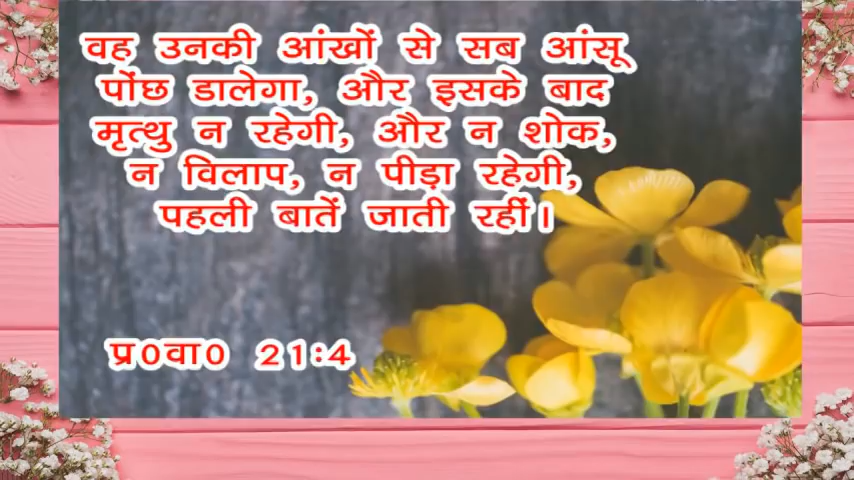 वह उनकी आंखों से सब आंसू
पोंछ डालेगा, और इसके बाद
मृत्थु न रहेगी, और न शोक,
न विलाप, न पीड़ा रहेगी,
पहली बातें जाती रहीं।
प्र0वा0 21:4